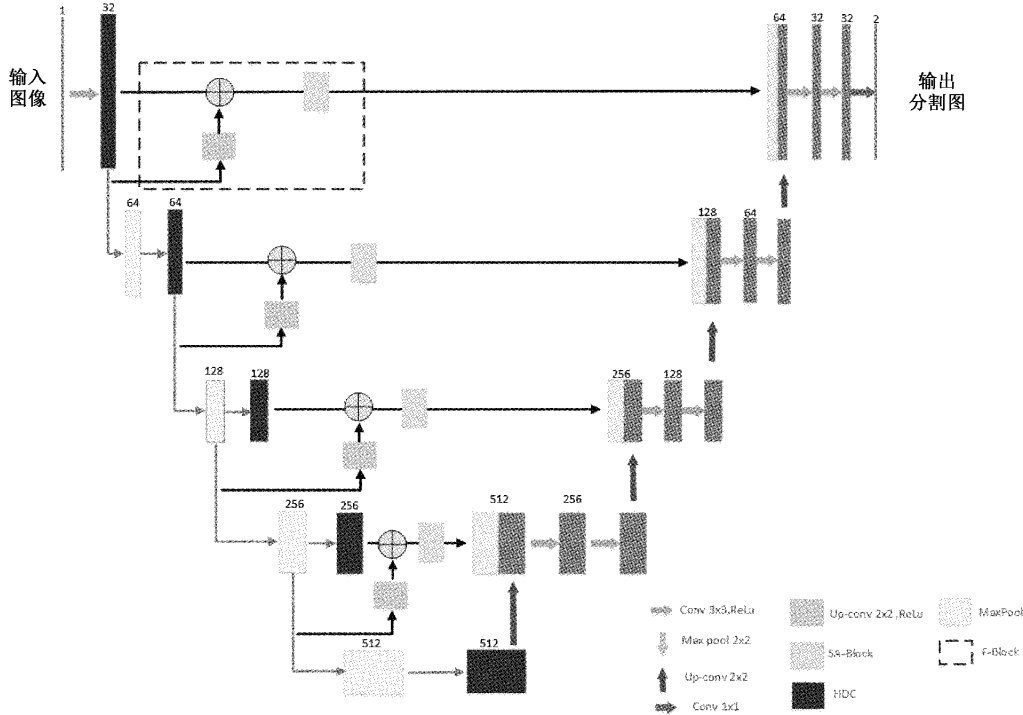 1
32
64
32
32
2
输入
图像
输出
分割图
64
64
128
64
128
128
256
128
256
256
512
256
512
512
Conv 3x3,ReLu
Up-conv 2x2 ,ReLu
MaxPool
Max pool 2x2
SA-Block
F-Block
Up-conv 2x2
HDC
Conv 1x1